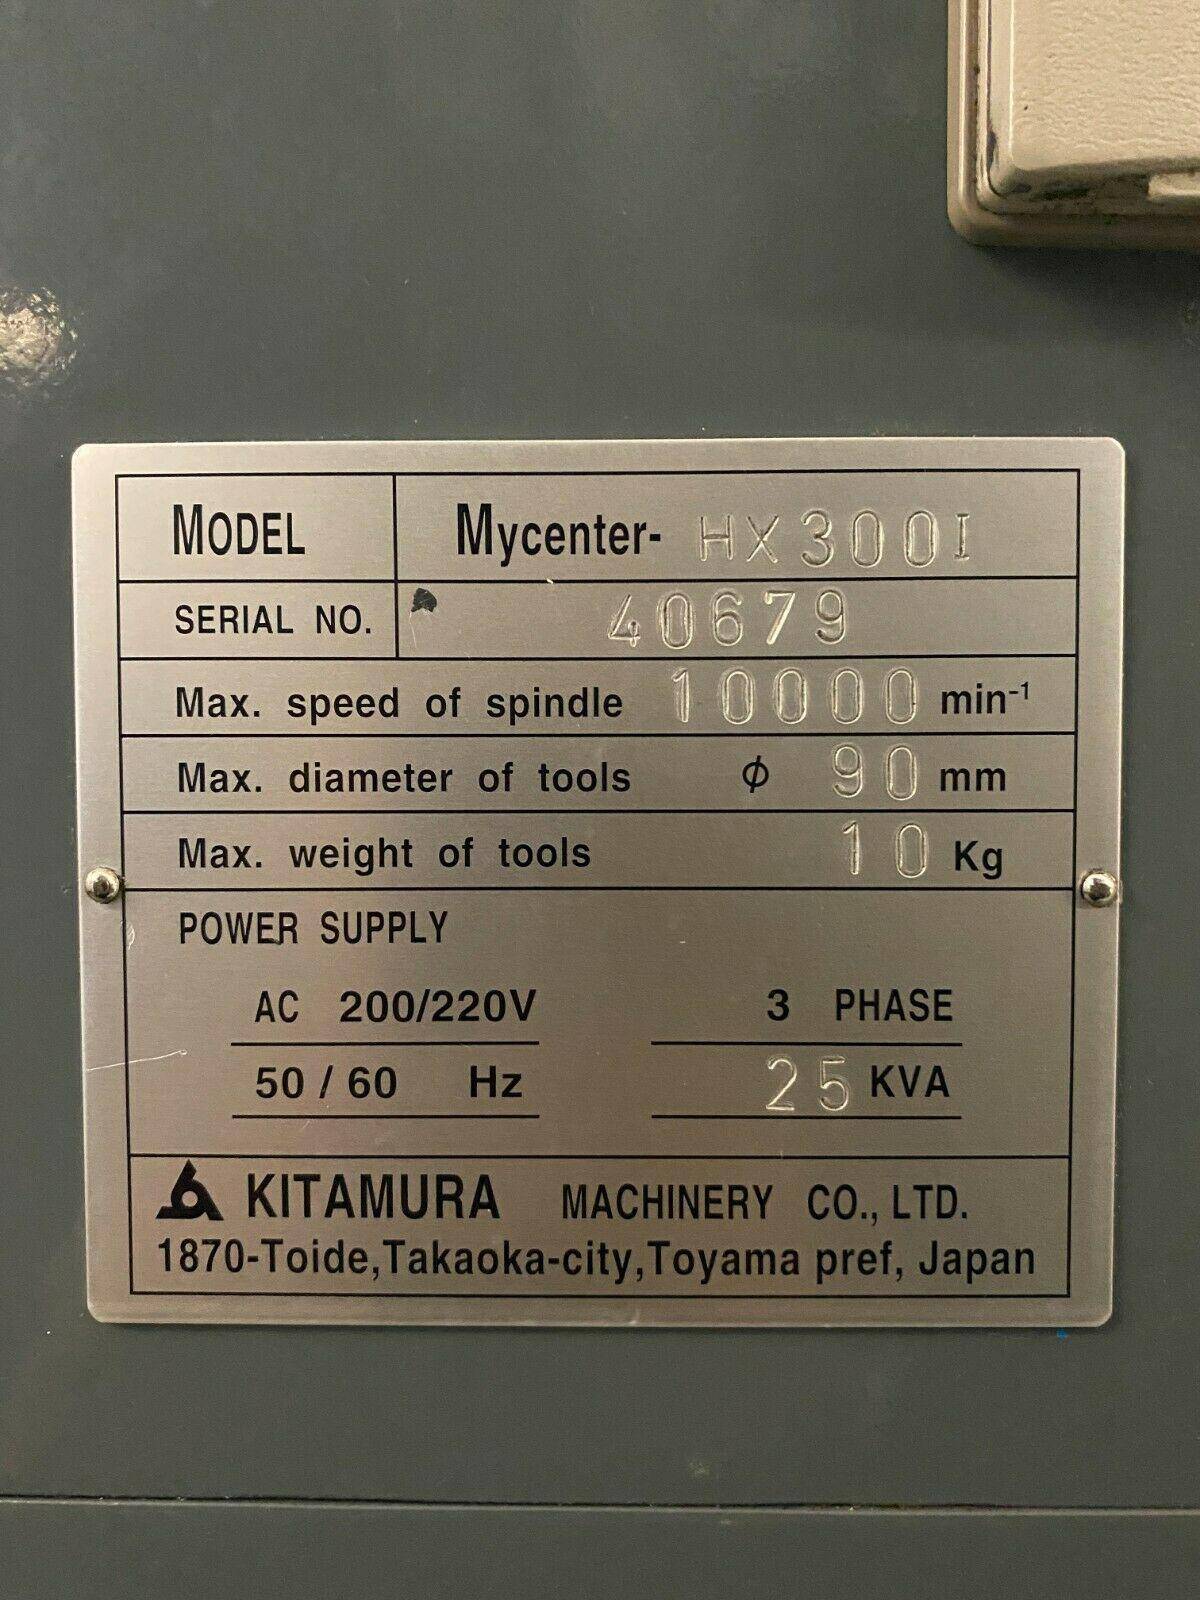 MODEL Mycenter- HX300I
SERIAL NO. 40679
Max. speed of spindle 10000 min⁻¹
Max. diameter of tools ϕ 90 mm
Max. weight of tools 10 Kg
POWER SUPPLY
AC 200/220V 3 PHASE
50 / 60 Hz 25 KVA
KITAMURA MACHINERY CO., LTD.
1870-Toide,Takaoka-city,Toyama pref, Japan